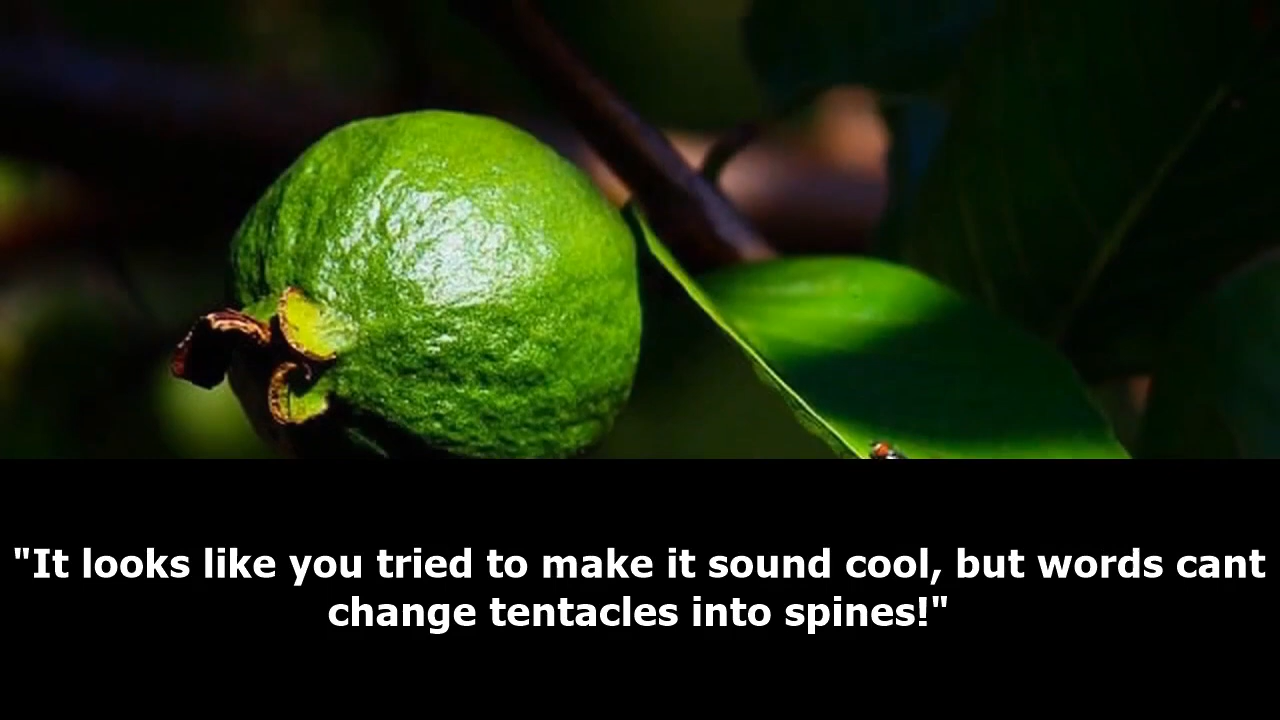 "It looks like you tried to make it sound cool, but words cant
change tentacles into spines!"